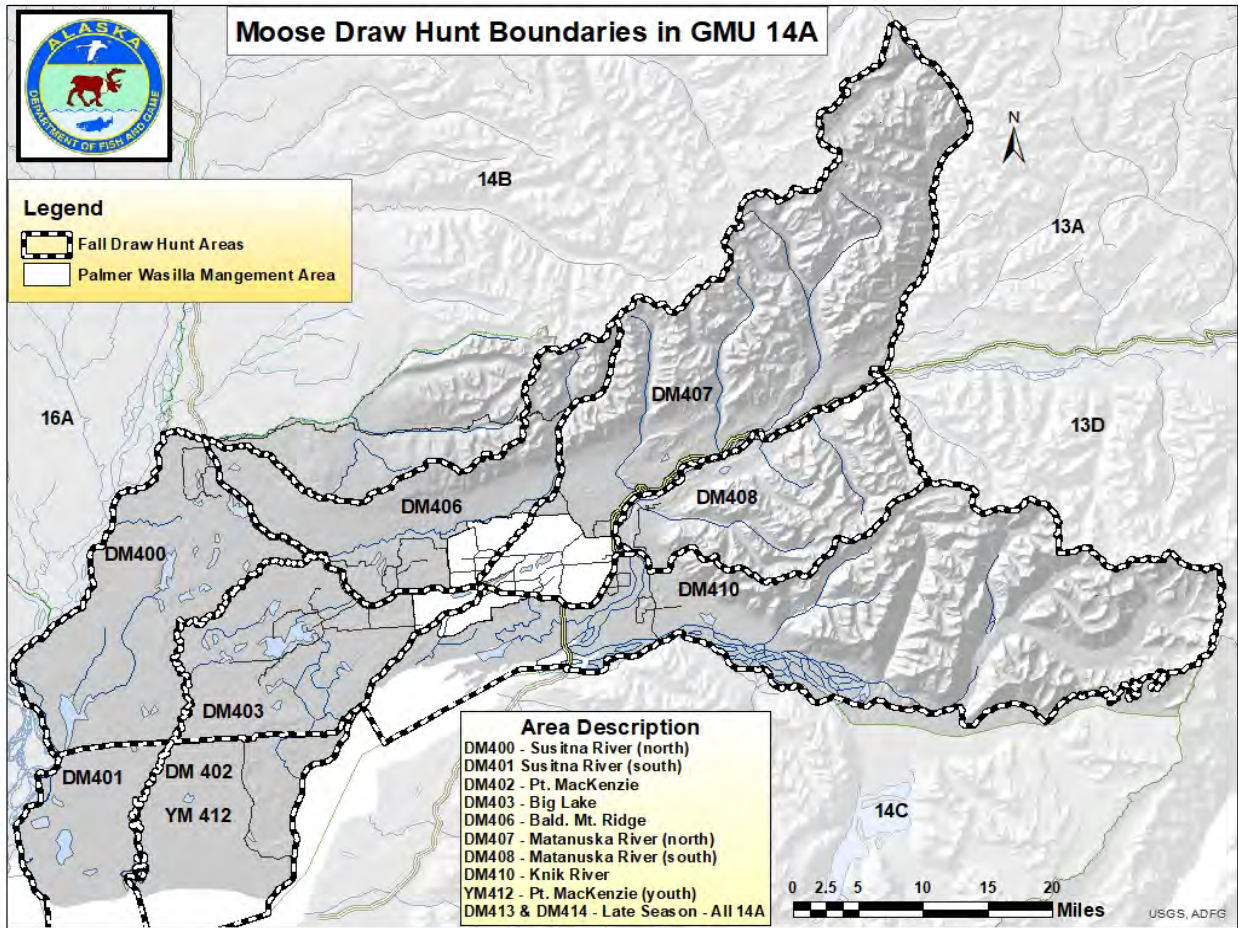 Moose Draw Hunt Boundaries in GMU 14A
ALASKA
DEPARTMENT OF FISH AND GAME
Legend
Fall Draw Hunt Areas
Palmer Wasilla Mangement Area
N
14B
13A
16A
DM407
13D
DM408
DM406
DM400
DM410
DM403
DM401
DM 402
YM 412
14C
Area Description
DM400 - Susitna River (north)
DM401 Susitna River (south)
DM402 - Pt. MacKenzie
DM403 - Big Lake
DM406 - Bald. Mt. Ridge
DM407 - Matanuska River (north)
DM408 - Matanuska River (south)
DM410 - Knik River
YM412 - Pt. MacKenzie (youth)
DM413 & DM414 - Late Season - All 14A
0 2.5 5 10 15 20
Miles
USGS, ADFG